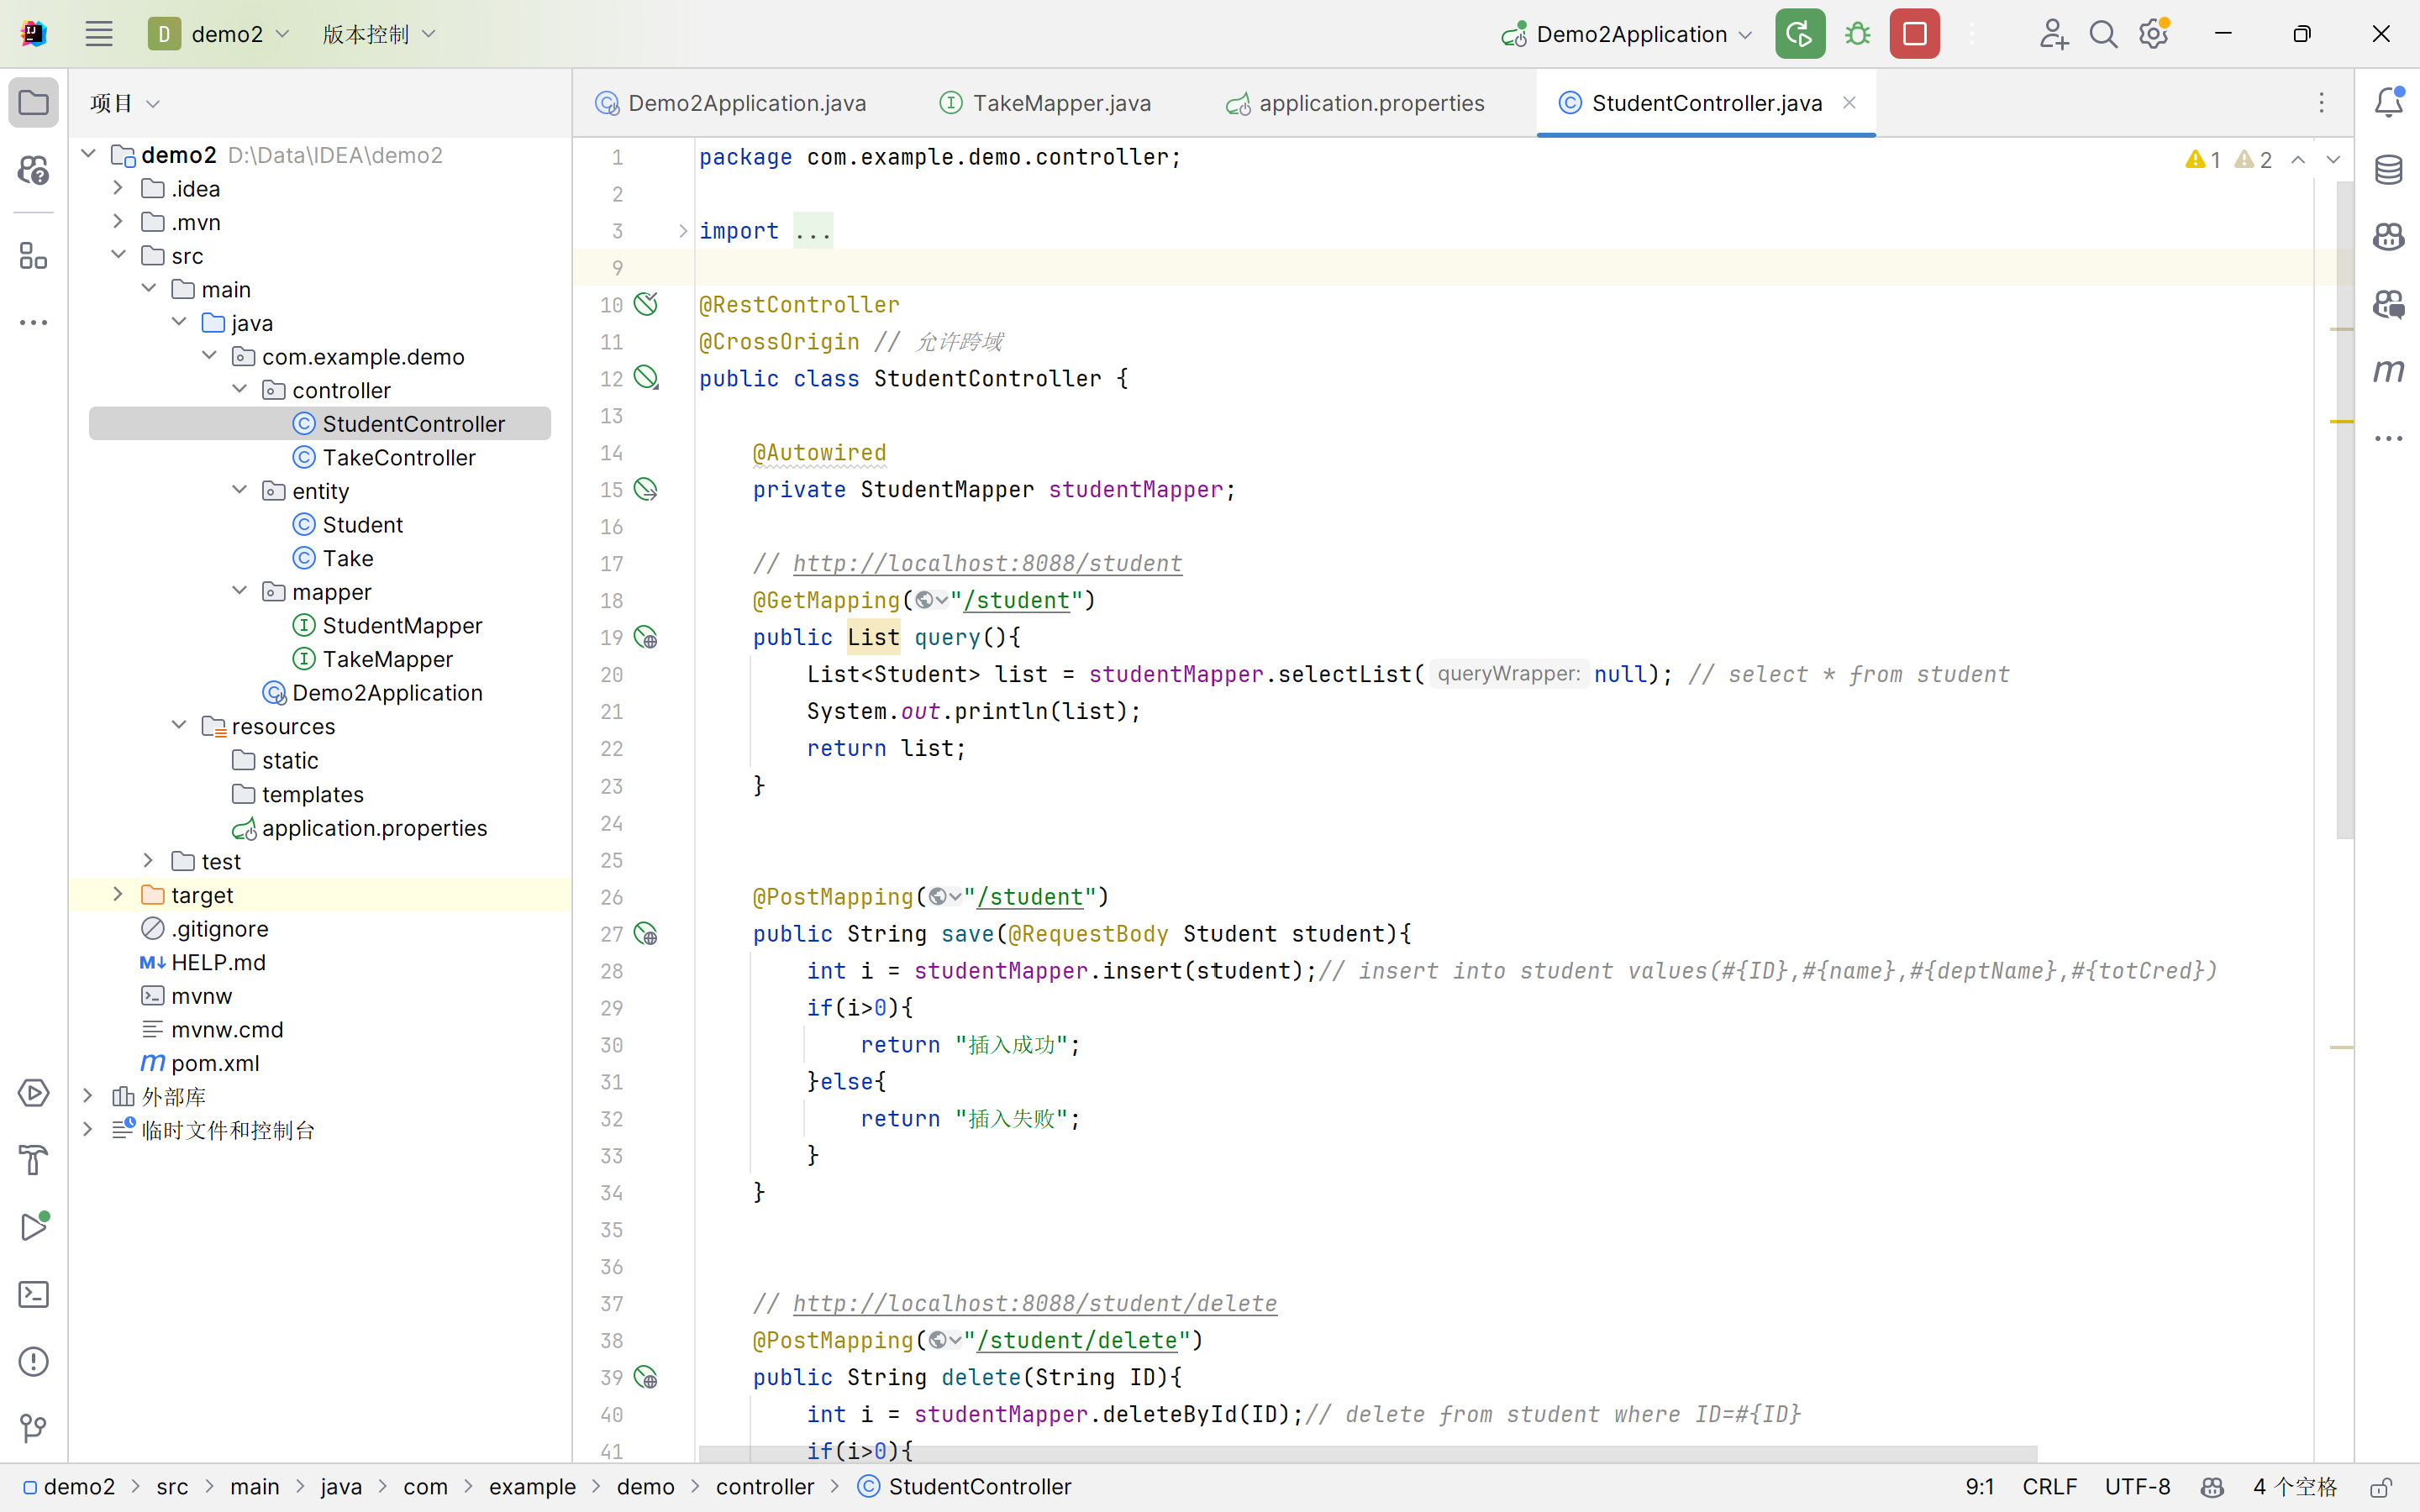 D demo2 版本控制 Demo2Application
项目
Demo2Application.java TakeMapper.java application.properties StudentController.java
demo2 D:\Data\IDEA\demo2
.idea
.mvn
src
main
java
com.example.demo
controller
StudentController
TakeController
entity
Student
Take
mapper
StudentMapper
TakeMapper
Demo2Application
resources
static
templates
application.properties
test
target
.gitignore
HELP.md
mvnw
mvnw.cmd
pom.xml
外部库
临时文件和控制台
1 package com.example.demo.controller;
1 2
2
3 import ...
9
10 @RestController
11 @CrossOrigin // 允许跨域
12 public class StudentController {
13
14 @Autowired
15 private StudentMapper studentMapper;
16
17 // http://localhost:8088/student
18 @GetMapping("/student")
19 public List query(){
20 List<Student> list = studentMapper.selectList( queryWrapper: null); // select * from student
21 System.out.println(list);
22 return list;
23 }
24
25
26 @PostMapping("/student")
27 public String save(@RequestBody Student student){
28 int i = studentMapper.insert(student);// insert into student values(#{ID},#{name},#{deptName},#{totCred})
29 if(i>0){
30 return "插入成功";
31 }else{
32 return "插入失败";
33 }
34 }
35
36
37 // http://localhost:8088/student/delete
38 @PostMapping("/student/delete")
39 public String delete(String ID){
40 int i = studentMapper.deleteById(ID);// delete from student where ID=#{ID}
41 if(i>0){
demo2 > src > main > java > com > example > demo > controller > StudentController 9:1 CRLF UTF-8 4 个空格